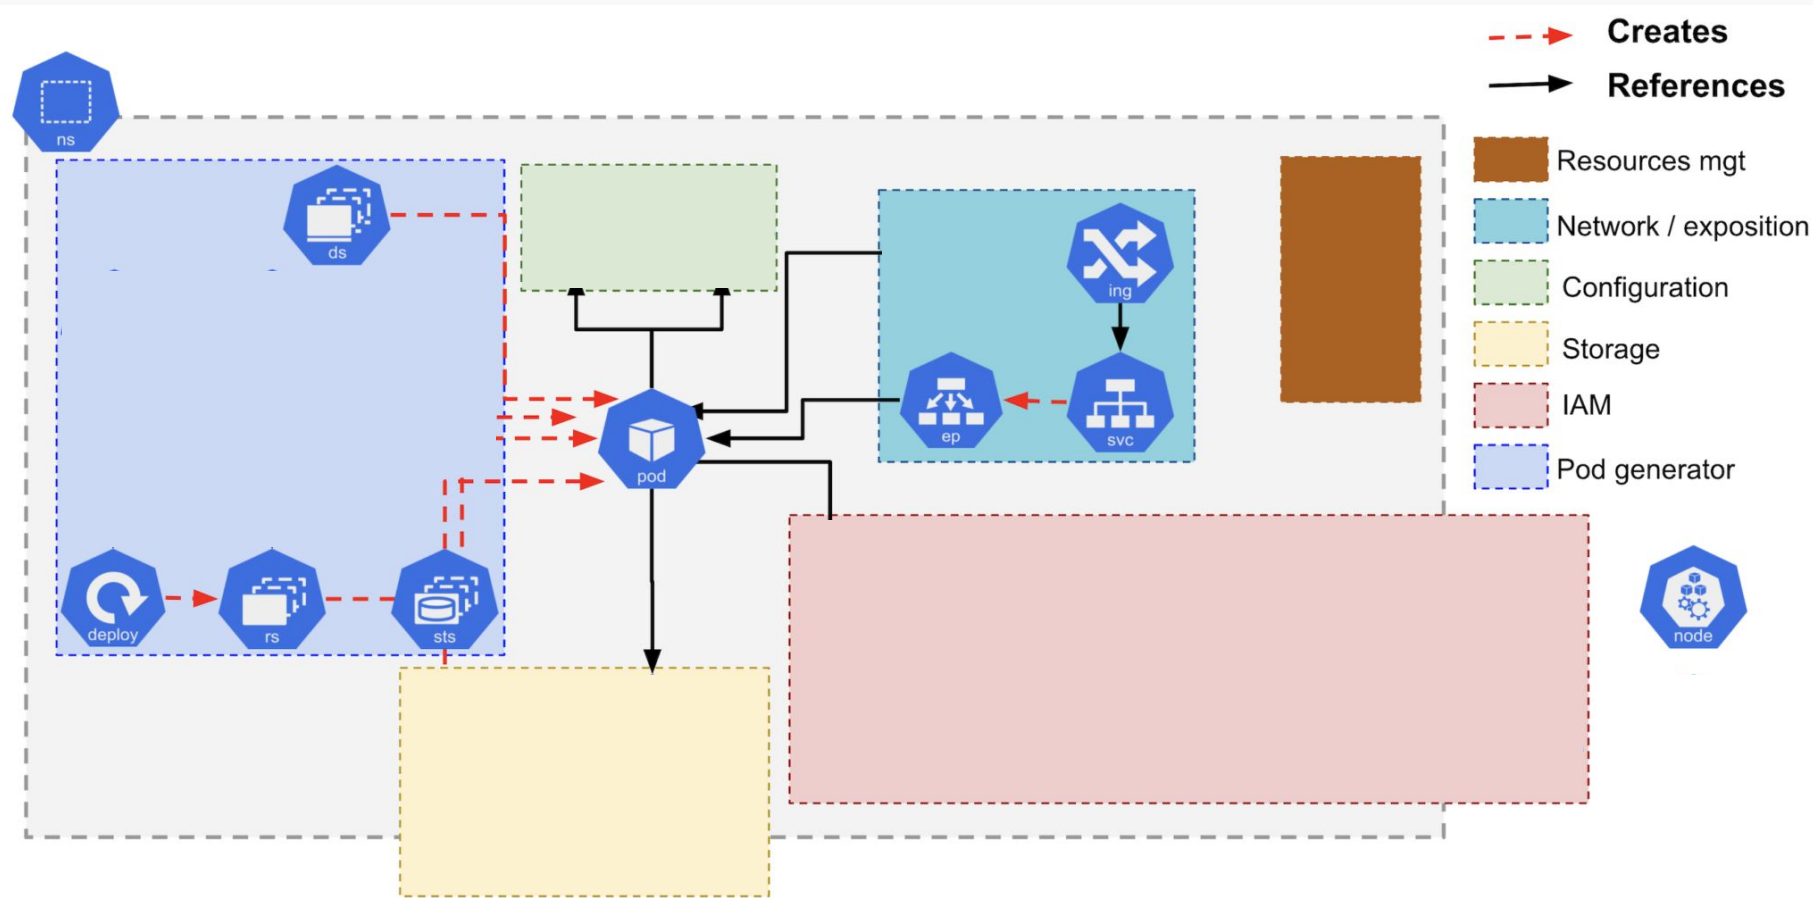 Creates
References
ns
Resources mgt
ds
Network / exposition
ing
Configuration
Storage
IAM
ep
svc
pod
Pod generator
deploy
rs
sts
node